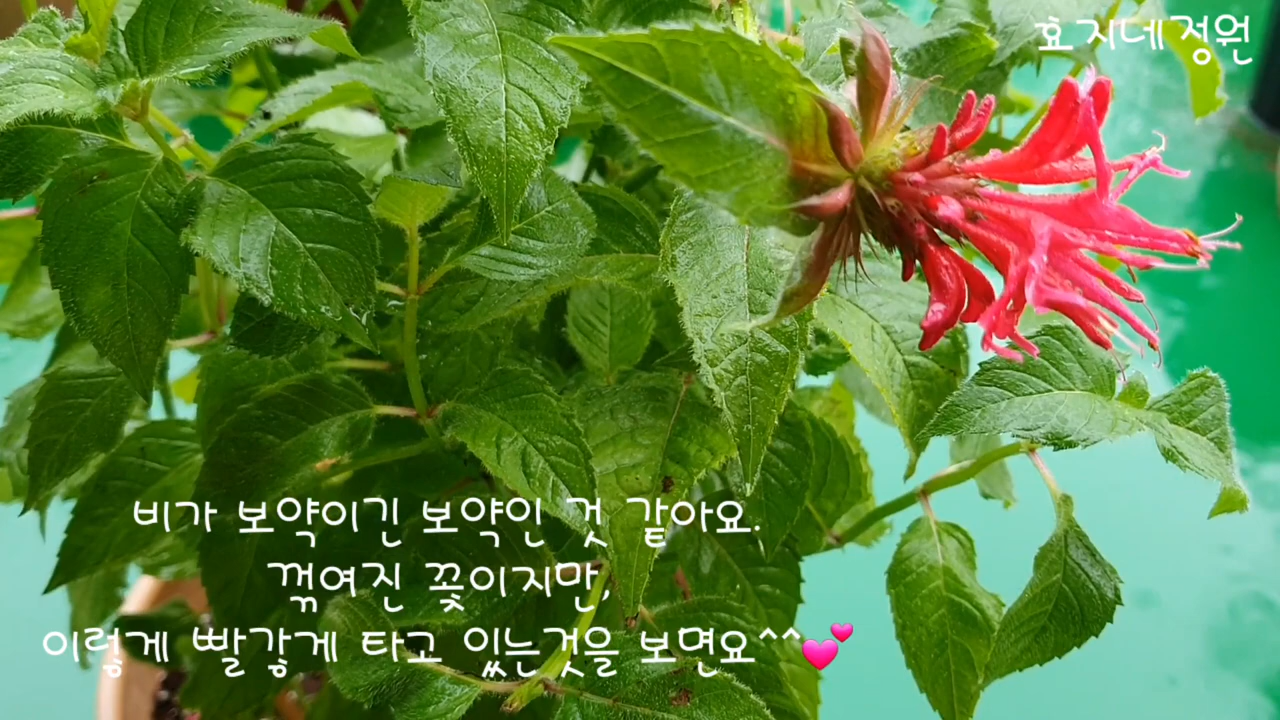 효지네정원
비가 보약이긴 보약인 것 같아요.
꺾여진 꽃이지만,
이렇게 빨갛게 타고 있는것을 보면요^^💕